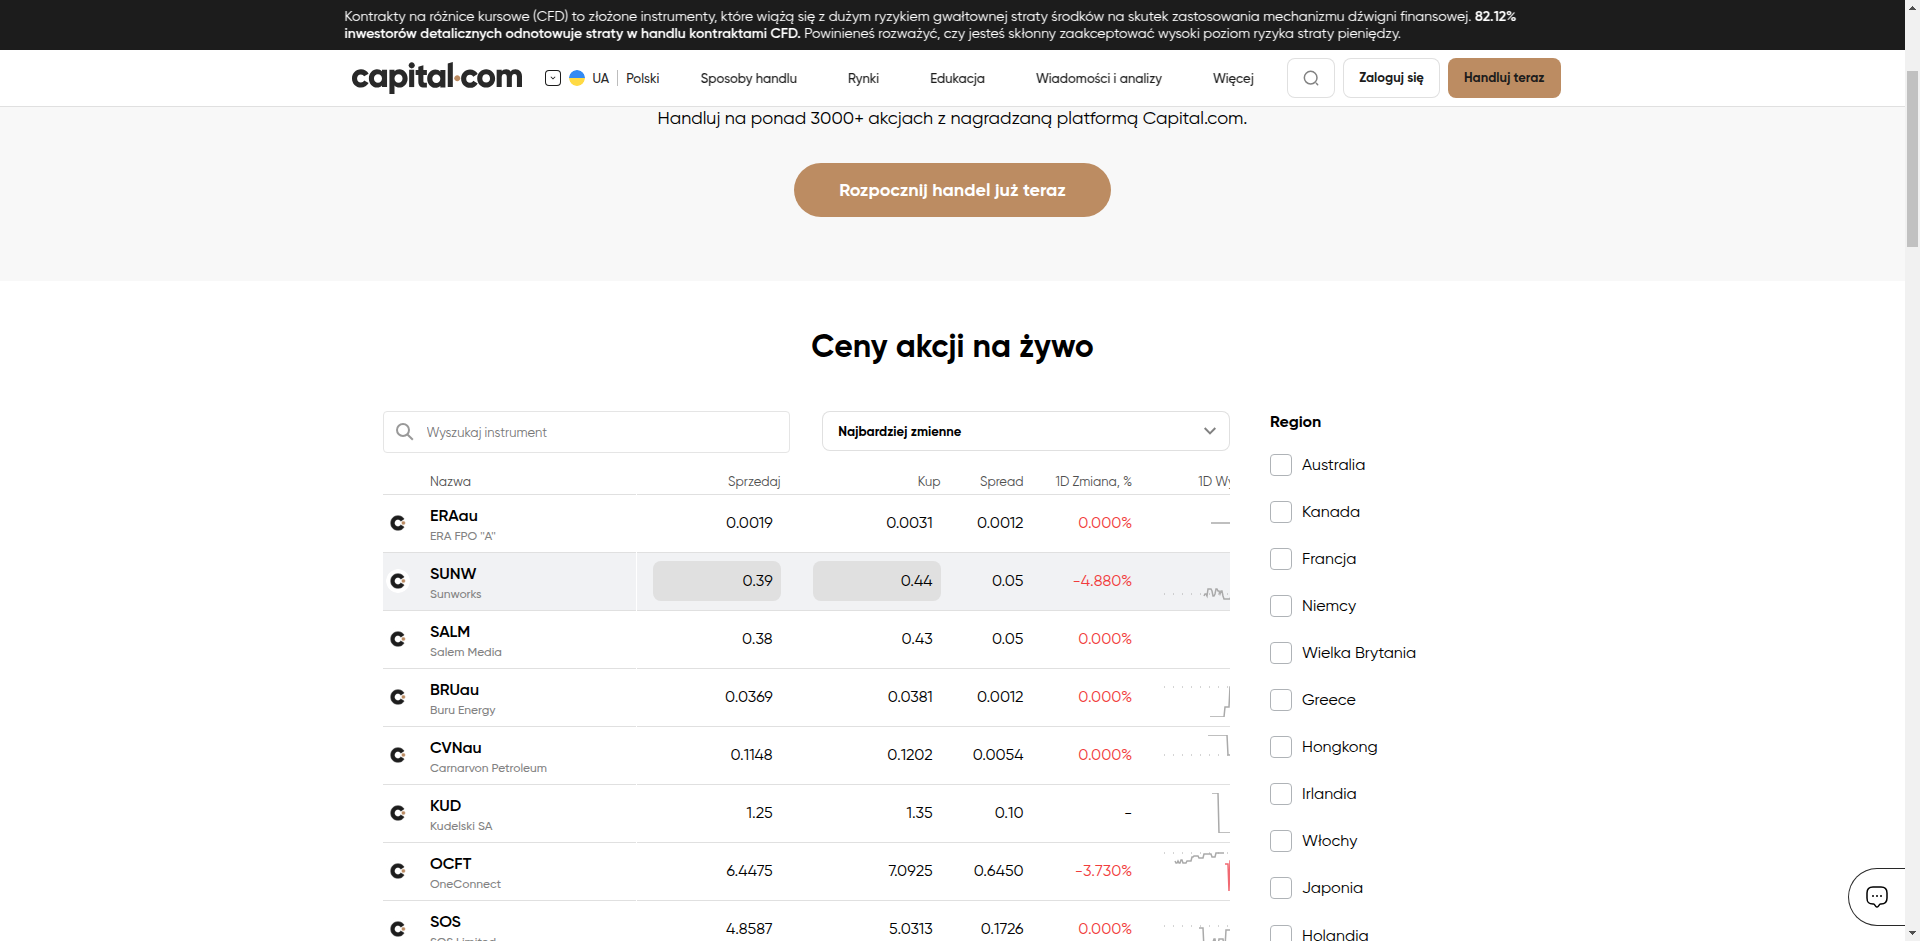 Kontrakty na różnice kursowe (CFD) to złożone instrumenty, które wiążą się z dużym ryzykiem gwałtownej straty środków na skutek zastosowania mechanizmu dźwigni finansowej. 82.12%
inwestorów detalicznych odnotowuje straty w handlu kontraktami CFD. Powinieneś rozważyć, czy jesteś skłonny zaakceptować wysoki poziom ryzyka straty pieniędzy.
capital.com UA Polski Sposoby handlu Rynki Edukacja Wiadomości i analizy Więcej Zaloguj się Handluj teraz
Handluj na ponad 3000+ akcjach z nagradzaną platformą Capital.com.
Rozpocznij handel już teraz
Ceny akcji na żywo
Wyszukaj instrument
Najbardziej zmienne
Nazwa Sprzedaj Kup Spread 1D Zmiana, % 1D
ERAau 0.0019 0.0031 0.0012 0.000%
ERA FPO "A"
SUNW 0.39 0.44 0.05 -4.880%
Sunworks
SALM 0.38 0.43 0.05 0.000%
Salem Media
BRUau 0.0369 0.0381 0.0012 0.000%
Buru Energy
CVNau 0.1148 0.1202 0.0054 0.000%
Carnarvon Petroleum
KUD 1.25 1.35 0.10 -
Kudelski SA
OCFT 6.4475 7.0925 0.6450 -3.730%
OneConnect
SOS 4.8587 5.0313 0.1726 0.000%
SOS Limited
Region
Australia
Kanada
Francja
Niemcy
Wielka Brytania
Greece
Hongkong
Irlandia
Włochy
Japonia
Holandia